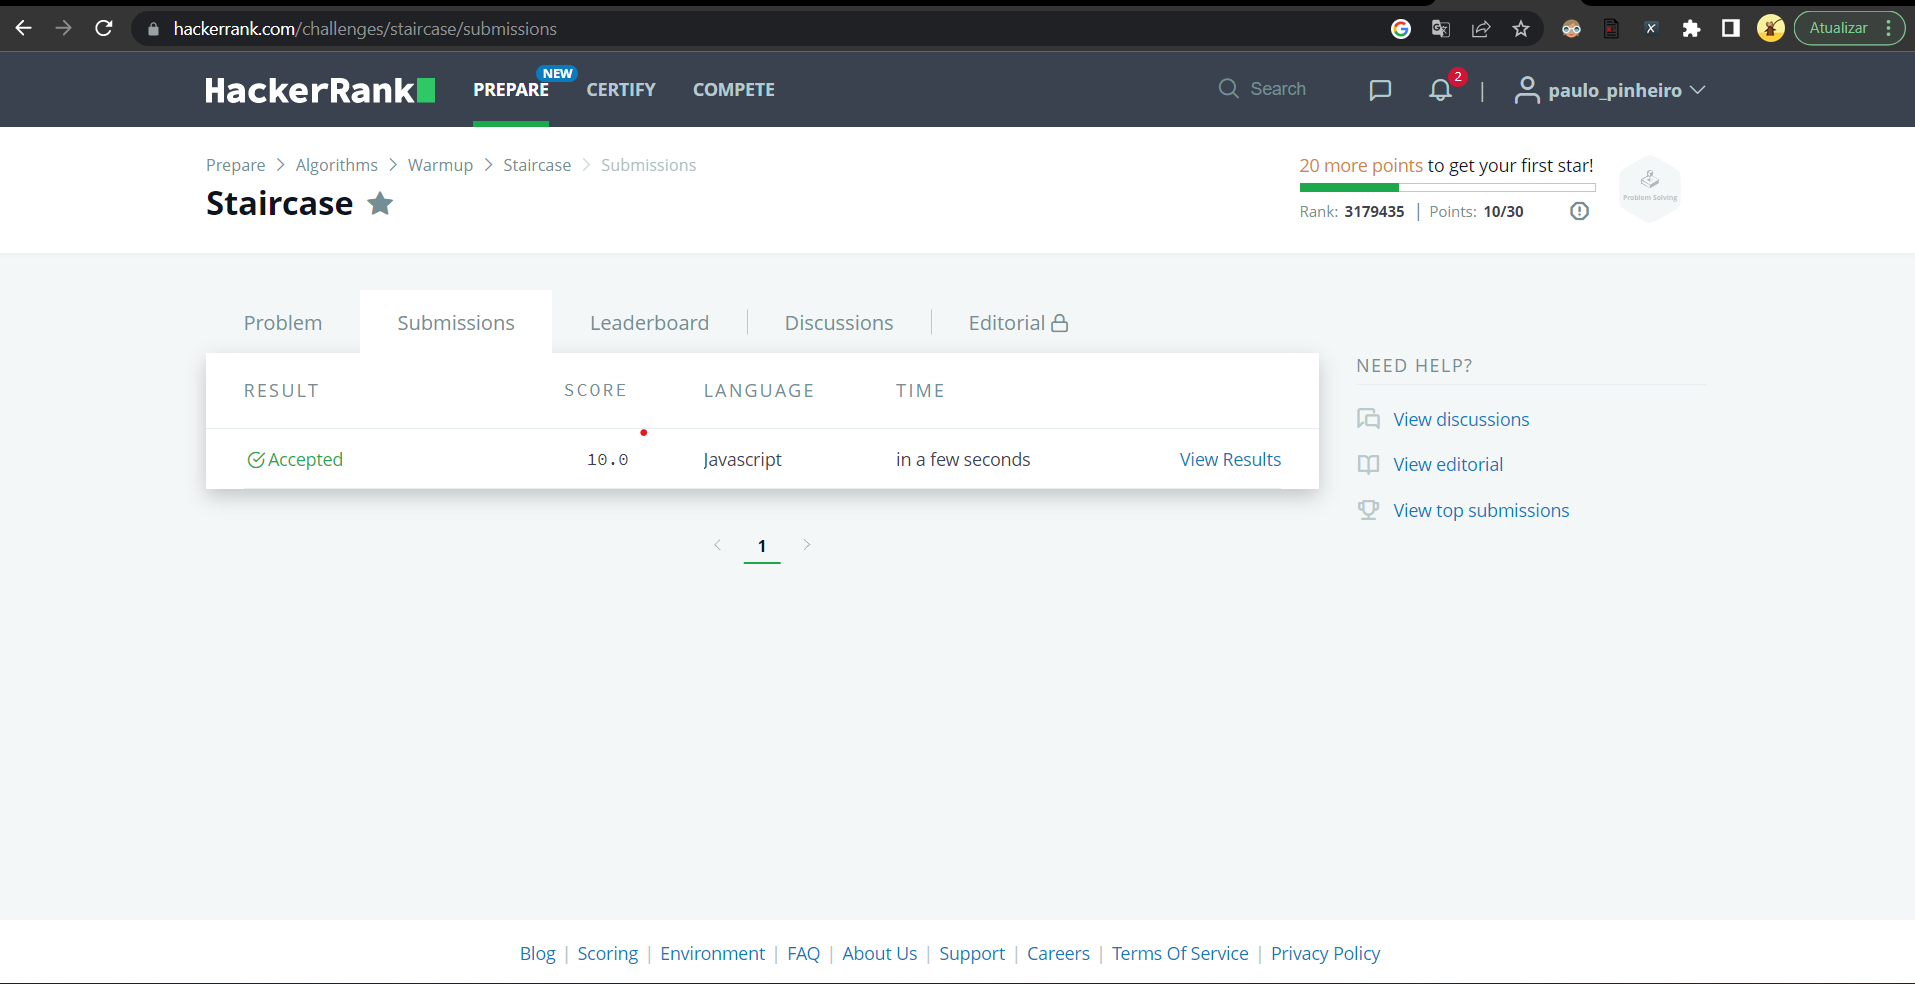 hackerrank.com/challenges/staircase/submissions
Atualizar
HackerRank
PREPARE NEW CERTIFY COMPETE
Search
2
paulo_pinheiro
Prepare > Algorithms > Warmup > Staircase > Submissions
Staircase
20 more points to get your first star!
Rank: 3179435 | Points: 10/30
Problem Solving
Problem Submissions Leaderboard Discussions Editorial
RESULT SCORE LANGUAGE TIME
Accepted 10.0 Javascript in a few seconds View Results
1
NEED HELP?
View discussions
View editorial
View top submissions
Blog | Scoring | Environment | FAQ | About Us | Support | Careers | Terms Of Service | Privacy Policy